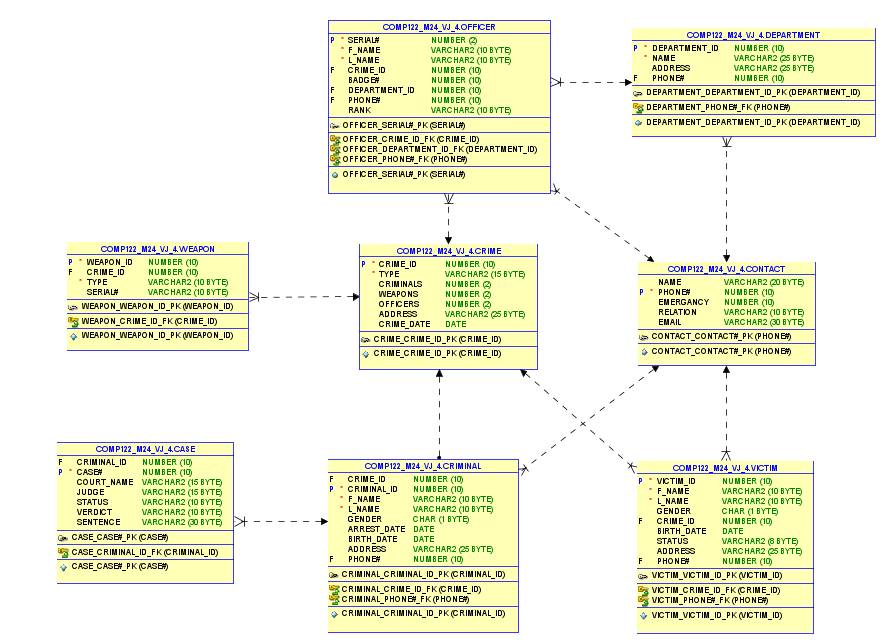 COMP122_M24_VJ_4.OFFICER
P * SERIAL# NUMBER (2)
* F_NAME VARCHAR2 (10 BYTE)
* L_NAME VARCHAR2 (10 BYTE)
F CRIME_ID NUMBER (10)
BADGE# NUMBER (10)
F DEPARTMENT_ID NUMBER (10)
F PHONE# NUMBER (10)
RANK VARCHAR2 (10 BYTE)
OFFICER_SERIAL#_PK (SERIAL#)
OFFICER_CRIME_ID_FK (CRIME_ID)
OFFICER_DEPARTMENT_ID_FK (DEPARTMENT_ID)
OFFICER_PHONE#_FK (PHONE#)
OFFICER_SERIAL#_PK (SERIAL#)
COMP122_M24_VJ_4.DEPARTMENT
P * DEPARTMENT_ID NUMBER (10)
* NAME VARCHAR2 (25 BYTE)
ADDRESS VARCHAR2 (25 BYTE)
F PHONE# NUMBER (10)
DEPARTMENT_DEPARTMENT_ID_PK (DEPARTMENT_ID)
DEPARTMENT_PHONE#_FK (PHONE#)
DEPARTMENT_DEPARTMENT_ID_PK (DEPARTMENT_ID)
COMP122_M24_VJ_4.WEAPON
P * WEAPON_ID NUMBER (10)
F CRIME_ID NUMBER (10)
* TYPE VARCHAR2 (10 BYTE)
SERIAL# VARCHAR2 (10 BYTE)
WEAPON_WEAPON_ID_PK (WEAPON_ID)
WEAPON_CRIME_ID_FK (CRIME_ID)
WEAPON_WEAPON_ID_PK (WEAPON_ID)
COMP122_M24_VJ_4.CRIME
P * CRIME_ID NUMBER (10)
* TYPE VARCHAR2 (15 BYTE)
CRIMINALS NUMBER (2)
WEAPONS NUMBER (2)
OFFICERS NUMBER (2)
ADDRESS VARCHAR2 (25 BYTE)
CRIME_DATE DATE
CRIME_CRIME_ID_PK (CRIME_ID)
CRIME_CRIME_ID_PK (CRIME_ID)
COMP122_M24_VJ_4.CONTACT
NAME VARCHAR2 (20 BYTE)
P * PHONE# NUMBER (10)
EMERGANCY NUMBER (10)
RELATION VARCHAR2 (10 BYTE)
EMAIL VARCHAR2 (30 BYTE)
CONTACT_CONTACT#_PK (PHONE#)
CONTACT_CONTACT#_PK (PHONE#)
COMP122_M24_VJ_4.CASE
F CRIMINAL_ID NUMBER (10)
P * CASE# NUMBER (10)
COURT_NAME VARCHAR2 (15 BYTE)
JUDGE VARCHAR2 (15 BYTE)
STATUS VARCHAR2 (10 BYTE)
VERDICT VARCHAR2 (10 BYTE)
SENTENCE VARCHAR2 (30 BYTE)
CASE_CASE#_PK (CASE#)
CASE_CRIMINAL_ID_FK (CRIMINAL_ID)
CASE_CASE#_PK (CASE#)
COMP122_M24_VJ_4.CRIMINAL
F CRIME_ID NUMBER (10)
P * CRIMINAL_ID NUMBER (10)
* F_NAME VARCHAR2 (10 BYTE)
* L_NAME VARCHAR2 (10 BYTE)
GENDER CHAR (1 BYTE)
ARREST_DATE DATE
BIRTH_DATE DATE
ADDRESS VARCHAR2 (25 BYTE)
F PHONE# NUMBER (10)
CRIMINAL_CRIMINAL_ID_PK (CRIMINAL_ID)
CRIMINAL_CRIME_ID_FK (CRIME_ID)
CRIMINAL_PHONE#_FK (PHONE#)
CRIMINAL_CRIMINAL_ID_PK (CRIMINAL_ID)
COMP122_M24_VJ_4.VICTIM
P * VICTIM_ID NUMBER (10)
* F_NAME VARCHAR2 (10 BYTE)
* L_NAME VARCHAR2 (10 BYTE)
GENDER CHAR (1 BYTE)
F CRIME_ID NUMBER (10)
BIRTH_DATE DATE
STATUS VARCHAR2 (8 BYTE)
ADDRESS VARCHAR2 (25 BYTE)
F PHONE# NUMBER (10)
VICTIM_VICTIM_ID_PK (VICTIM_ID)
VICTIM_CRIME_ID_FK (CRIME_ID)
VICTIM_PHONE#_FK (PHONE#)
VICTIM_VICTIM_ID_PK (VICTIM_ID)